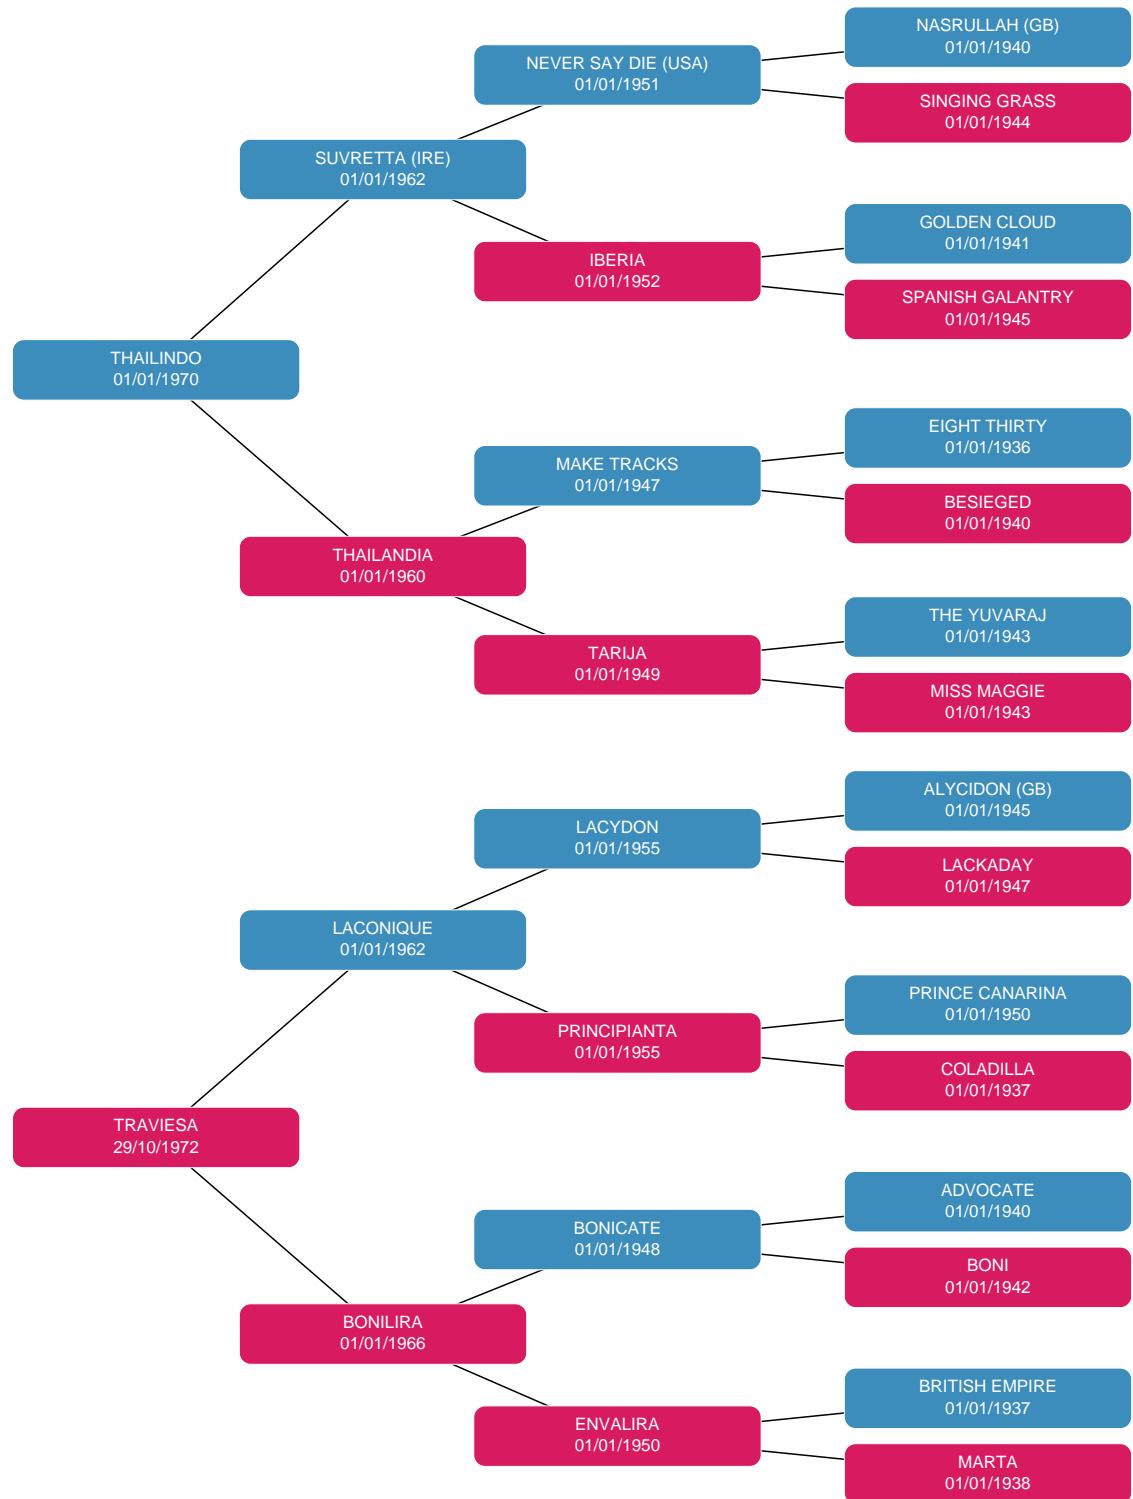 NASRULLAH (GB)
01/01/1940
NEVER SAY DIE (USA)
01/01/1951
SINGING GRASS
01/01/1944
SUVRETTA (IRE)
01/01/1962
GOLDEN CLOUD
01/01/1941
IBERIA
01/01/1952
SPANISH GALANTRY
01/01/1945
THAILINDO
01/01/1970
EIGHT THIRTY
01/01/1936
MAKE TRACKS
01/01/1947
BESIEGED
01/01/1940
THAILANDIA
01/01/1960
THE YUVARAJ
01/01/1943
TARIJA
01/01/1949
MISS MAGGIE
01/01/1943
ALYCIDON (GB)
01/01/1945
LACYDON
01/01/1955
LACKADAY
01/01/1947
LACONIQUE
01/01/1962
PRINCE CANARINA
01/01/1950
PRINCIPIANTA
01/01/1955
COLADILLA
01/01/1937
TRAVIESA
29/10/1972
ADVOCATE
01/01/1940
BONICATE
01/01/1948
BONI
01/01/1942
BONILIRA
01/01/1966
BRITISH EMPIRE
01/01/1937
ENVALIRA
01/01/1950
MARTA
01/01/1938